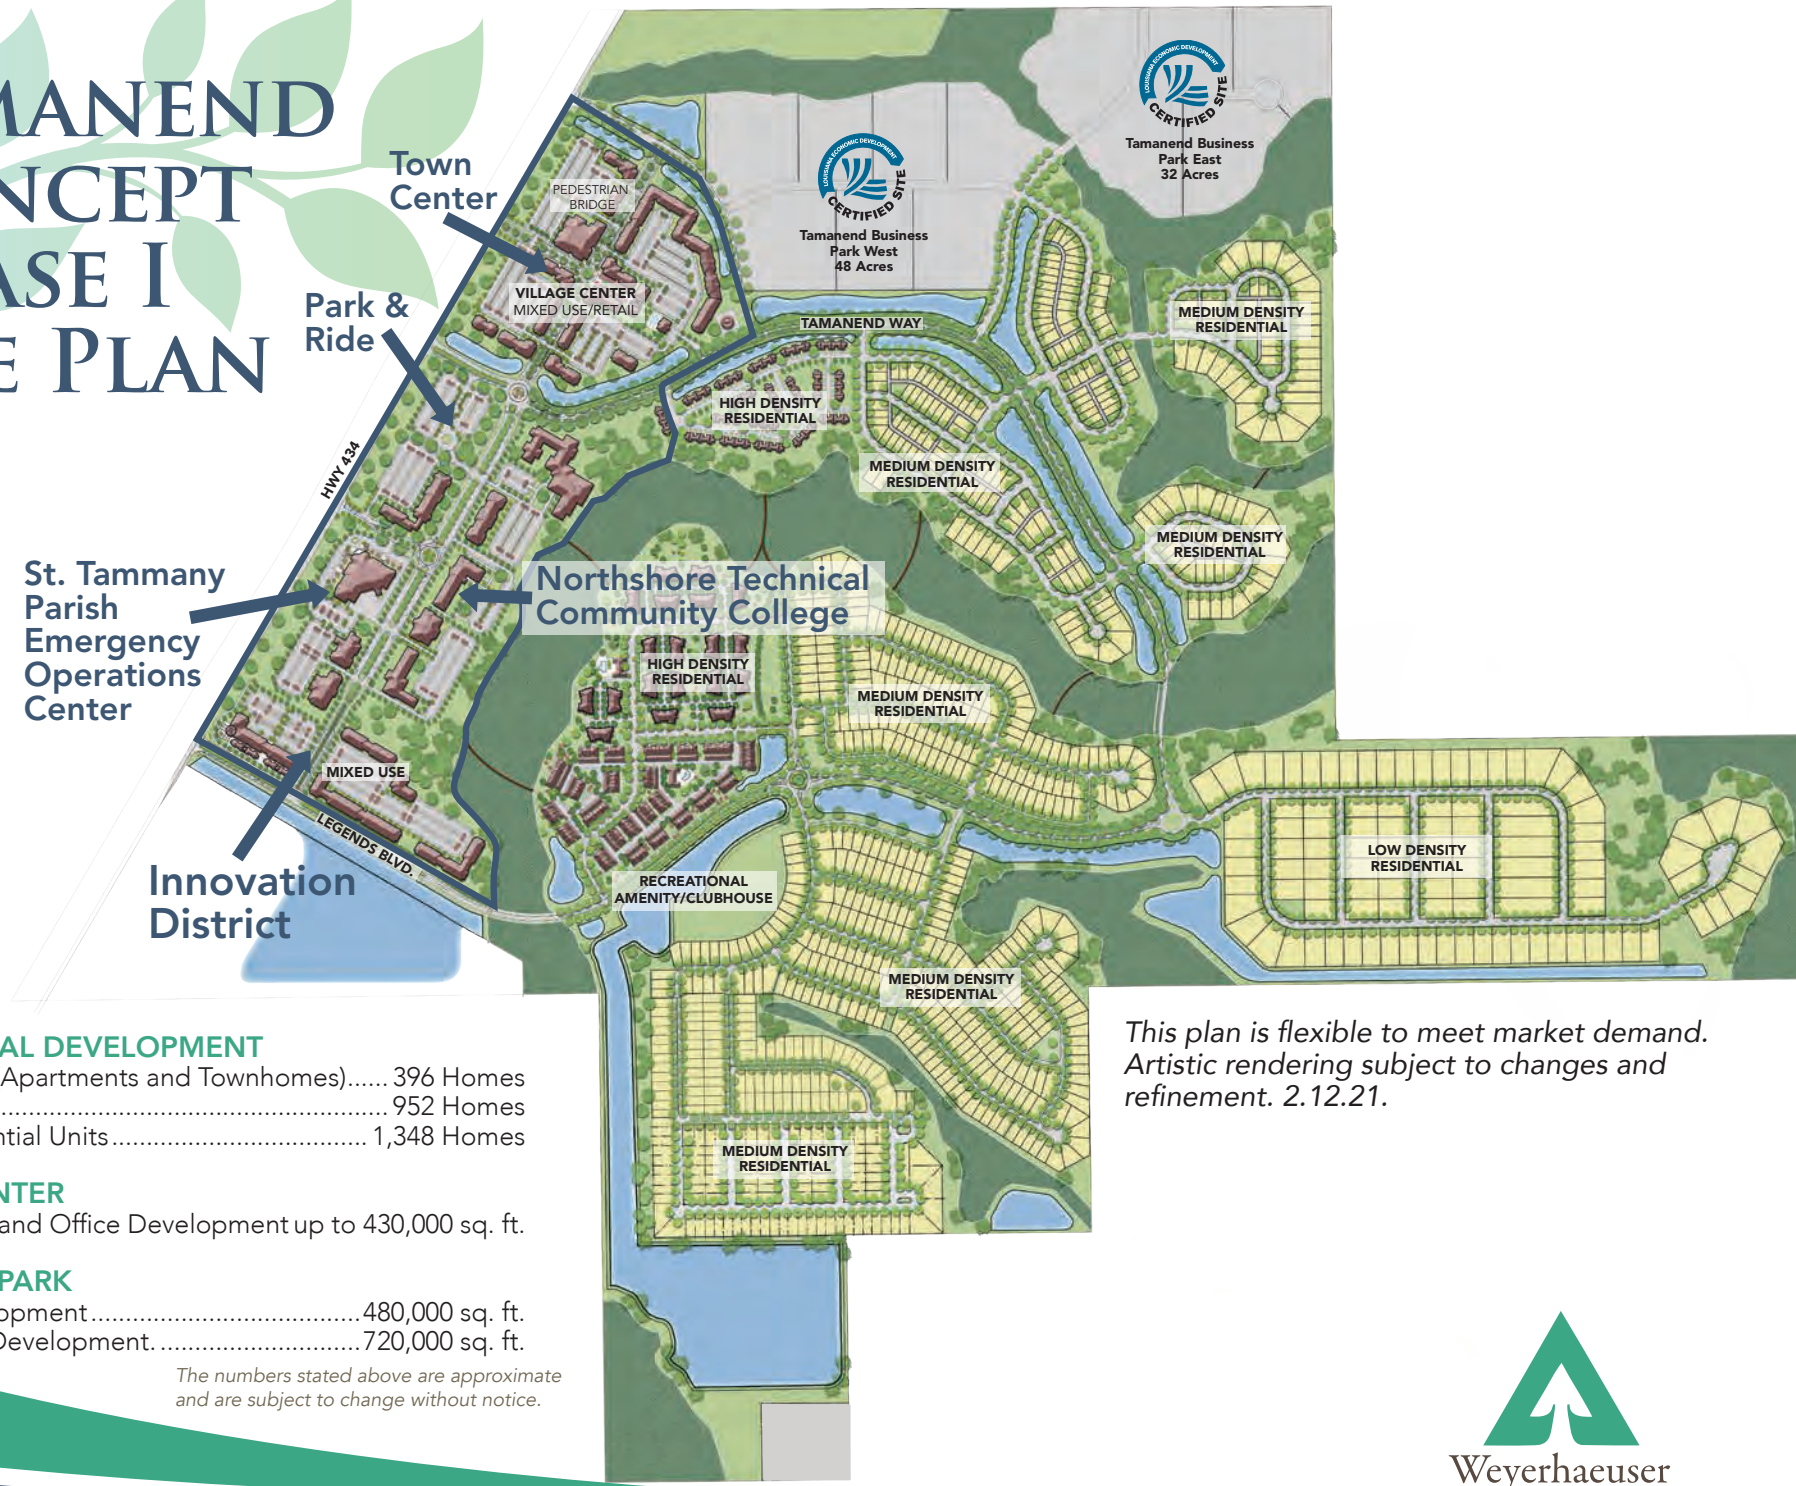 MANEND
NCEPT
ASE I
E PLAN
Town
Center
Park &
Ride
HWY 434
St. Tammany
Parish
Emergency
Operations
Center
Innovation
District
PEDESTRIAN
BRIDGE
VILLAGE CENTER
MIXED USE/RETAIL
LOUISIANA ECONOMIC DEVELOPMENT
CERTIFIED SITE
Tamanend Business
Park West
48 Acres
LOUISIANA ECONOMIC DEVELOPMENT
CERTIFIED SITE
Tamanend Business
Park East
32 Acres
TAMANEND WAY
MEDIUM DENSITY
RESIDENTIAL
HIGH DENSITY
RESIDENTIAL
MEDIUM DENSITY
RESIDENTIAL
MEDIUM DENSITY
RESIDENTIAL
Northshore Technical
Community College
HIGH DENSITY
RESIDENTIAL
MEDIUM DENSITY
RESIDENTIAL
MIXED USE
LEGENDS BLVD.
RECREATIONAL
AMENITY/CLUBHOUSE
LOW DENSITY
RESIDENTIAL
MEDIUM DENSITY
RESIDENTIAL
MEDIUM DENSITY
RESIDENTIAL
This plan is flexible to meet market demand.
Artistic rendering subject to changes and
refinement. 2.12.21.
AL DEVELOPMENT
Apartments and Townhomes)...... 396 Homes
952 Homes
ntial Units 1,348 Homes
NTER
and Office Development up to 430,000 sq. ft.
PARK
opment 480,000 sq. ft.
Development. 720,000 sq. ft.
The numbers stated above are approximate
and are subject to change without notice.
Weyerhaeuser